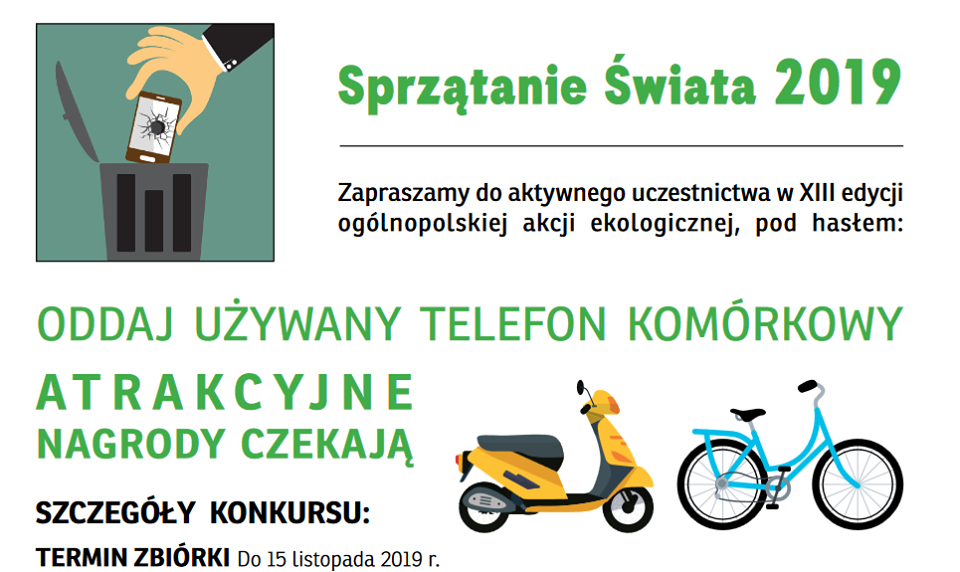 Sprzątanie Świata 2019
Zapraszamy do aktywnego uczestnictwa w XIII edycji
ogólnopolskiej akcji ekologicznej, pod hasłem:
ODDAJ UŻYWANY TELEFON KOMÓRKOWY
ATRAKCYJNE
NAGRODY CZEKAJĄ
SZCZEGÓŁY KONKURSU:
TERMIN ZBIÓRKI Do 15 listopada 2019 r.